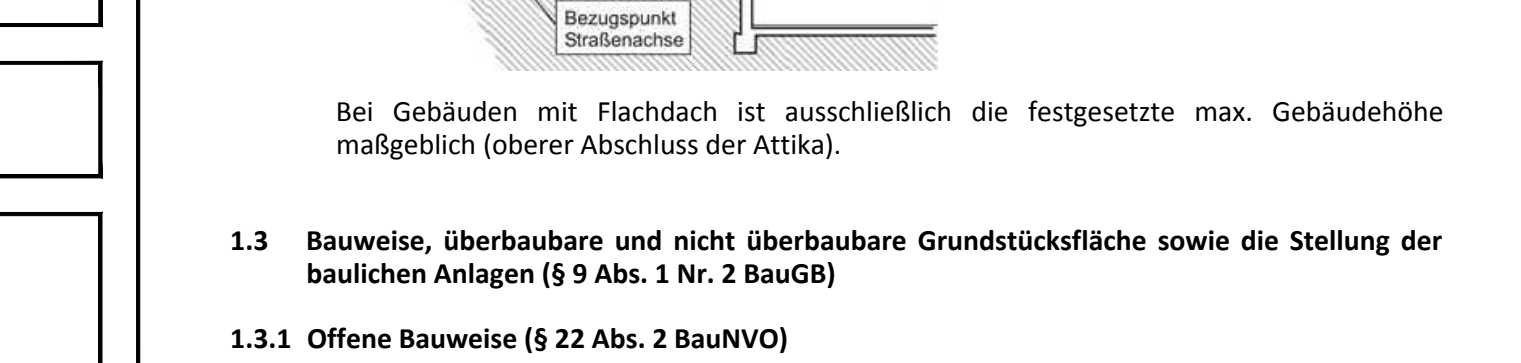 Bezugspunkt
Straßenachse
Bei Gebäuden mit Flachdach ist ausschließlich die festgesetzte max. Gebäudehöhe
maßgeblich (oberer Abschluss der Attika).
1.3 Bauweise, überbaubare und nicht überbaubare Grundstücksfläche sowie die Stellung der
baulichen Anlagen (§ 9 Abs. 1 Nr. 2 BauGB)
1.3.1 Offene Bauweise (§ 22 Abs. 2 BauNVO)